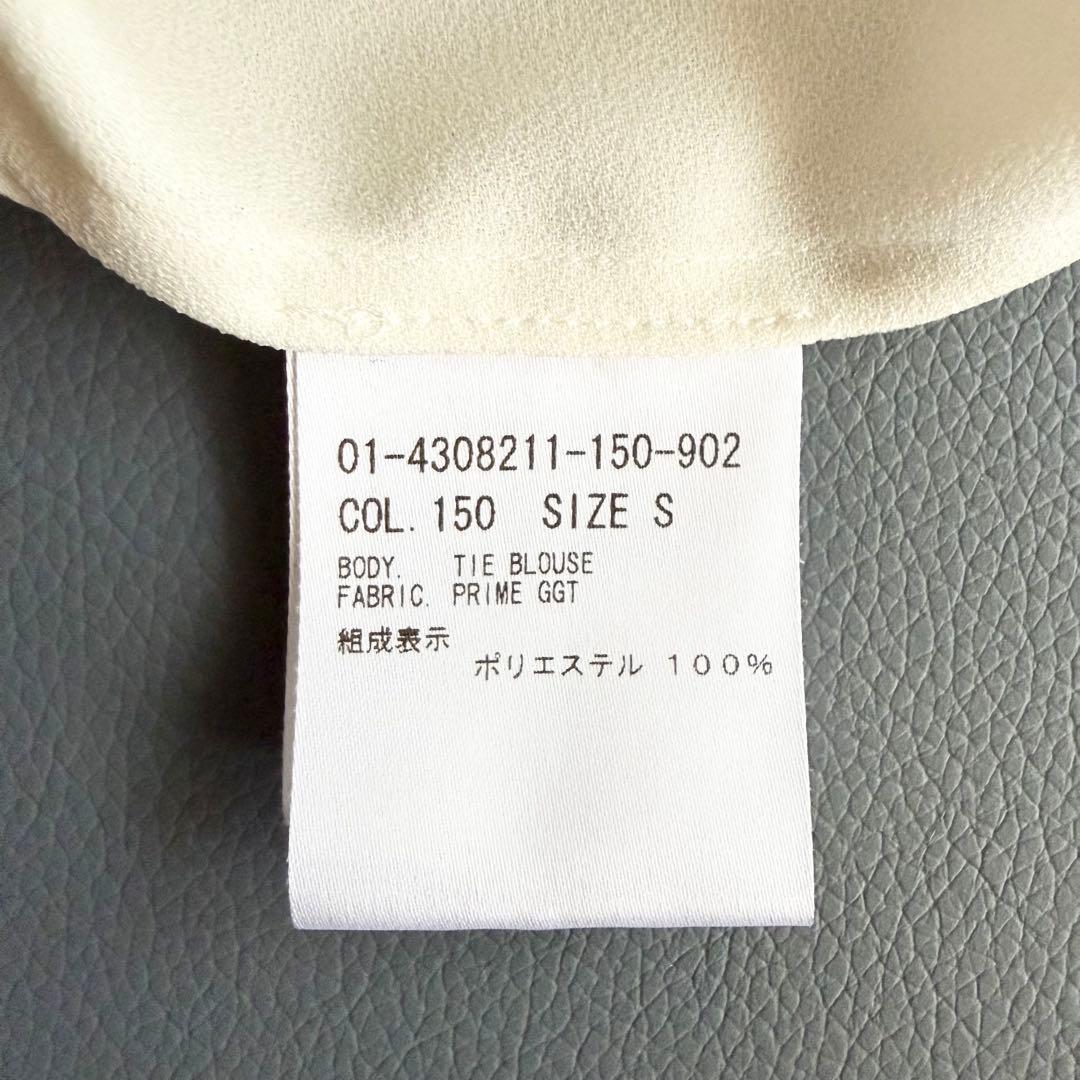 01-4308211-150-902
COL. 150 SIZE S
BODY. TIE BLOUSE
FABRIC. PRIME GGT
組成表示
ポリエステル 100%